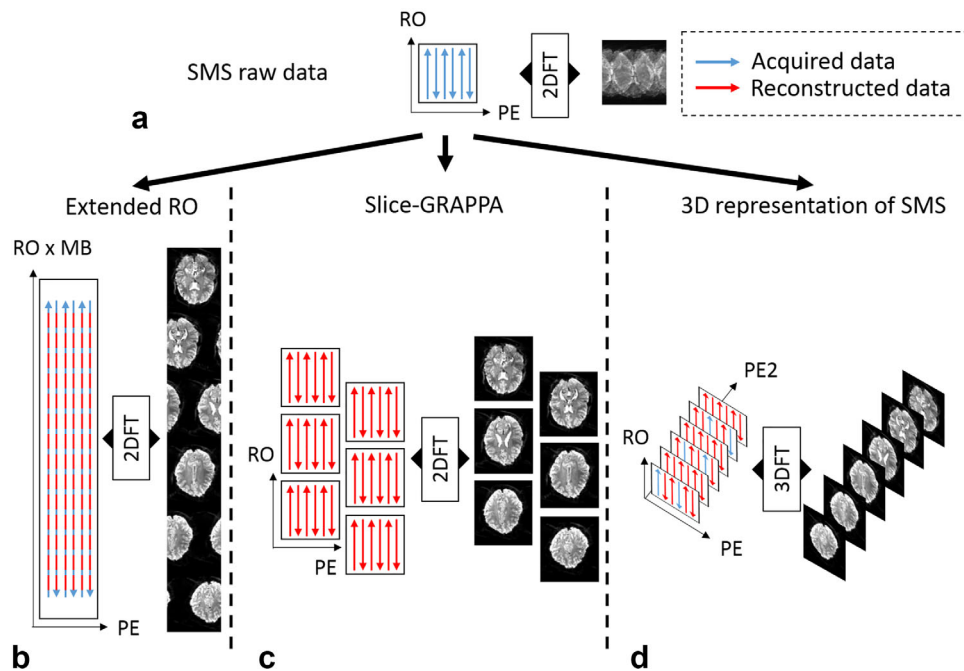 RO
SMS raw data
2DFT
Acquired data
Reconstructed data
PE
a
Extended RO
Slice-GRAPPA
3D representation of SMS
RO x MB
2DFT
PE
b
RO
PE
2DFT
c
PE2
RO
PE
3DFT
d